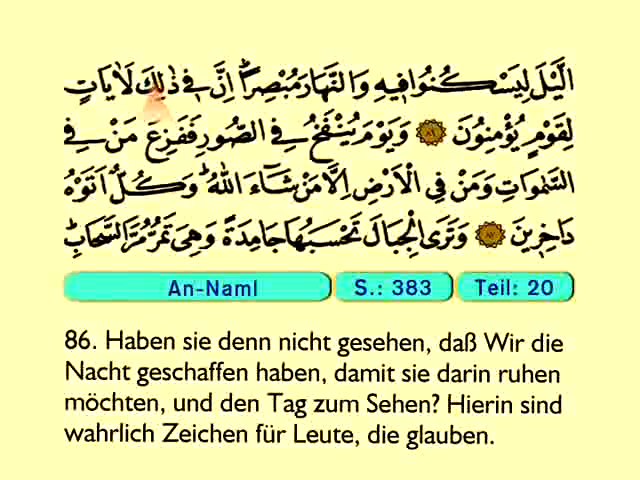 الَّيْلَ لِيَسْكُنُوا فِيهِ وَالنَّهَارَ مُبْصِرًا إِنَّ فِي ذٰلِكَ لَاٰيَاتٍ
لِقَوْمٍ يُؤْمِنُونَ ﴿٨٦﴾ وَيَوْمَ يُنْفَخُ فِي الصُّورِ فَفَزِعَ مَنْ فِي
السَّمٰوَاتِ وَمَنْ فِي الْاَرْضِ اِلَّا مَنْ شَٓاءَ اللّٰهُ وَكُلٌّ اَتَوْهُ
دَاخِرٖينَ ﴿٨٧﴾ وَتَرَى الْجِبَالَ تَحْسَبُهَا جَامِدَةً وَهِيَ تَمُرُّ مَرَّ السَّحَابِ
An-Naml S.: 383 Teil: 20
86. Haben sie denn nicht gesehen, daß Wir die
Nacht geschaffen haben, damit sie darin ruhen
möchten, und den Tag zum Sehen? Hierin sind
wahrlich Zeichen für Leute, die glauben.